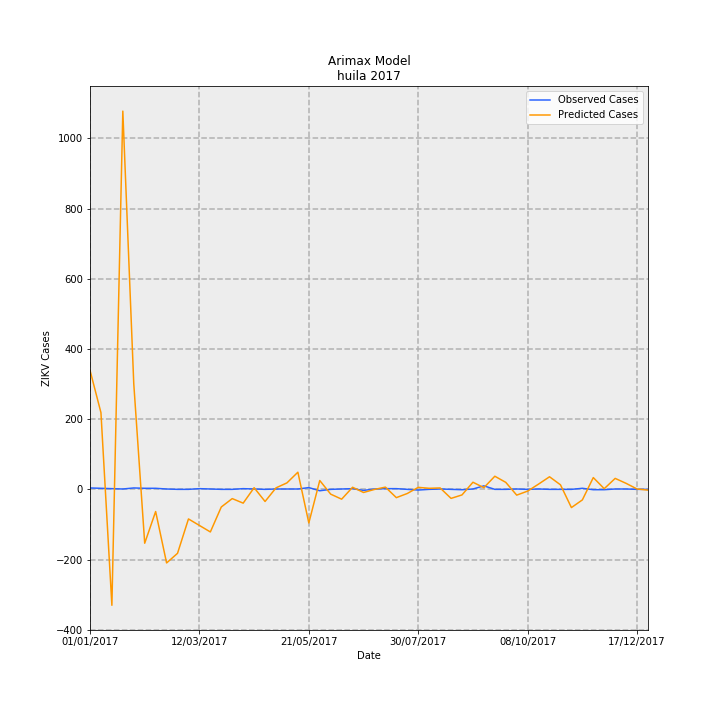 Arimax Model
huila 2017
Observed Cases
Predicted Cases
ZIKV Cases
1000
800
600
400
200
0
−200
−400
01/01/2017
12/03/2017
21/05/2017
30/07/2017
08/10/2017
17/12/2017
Date